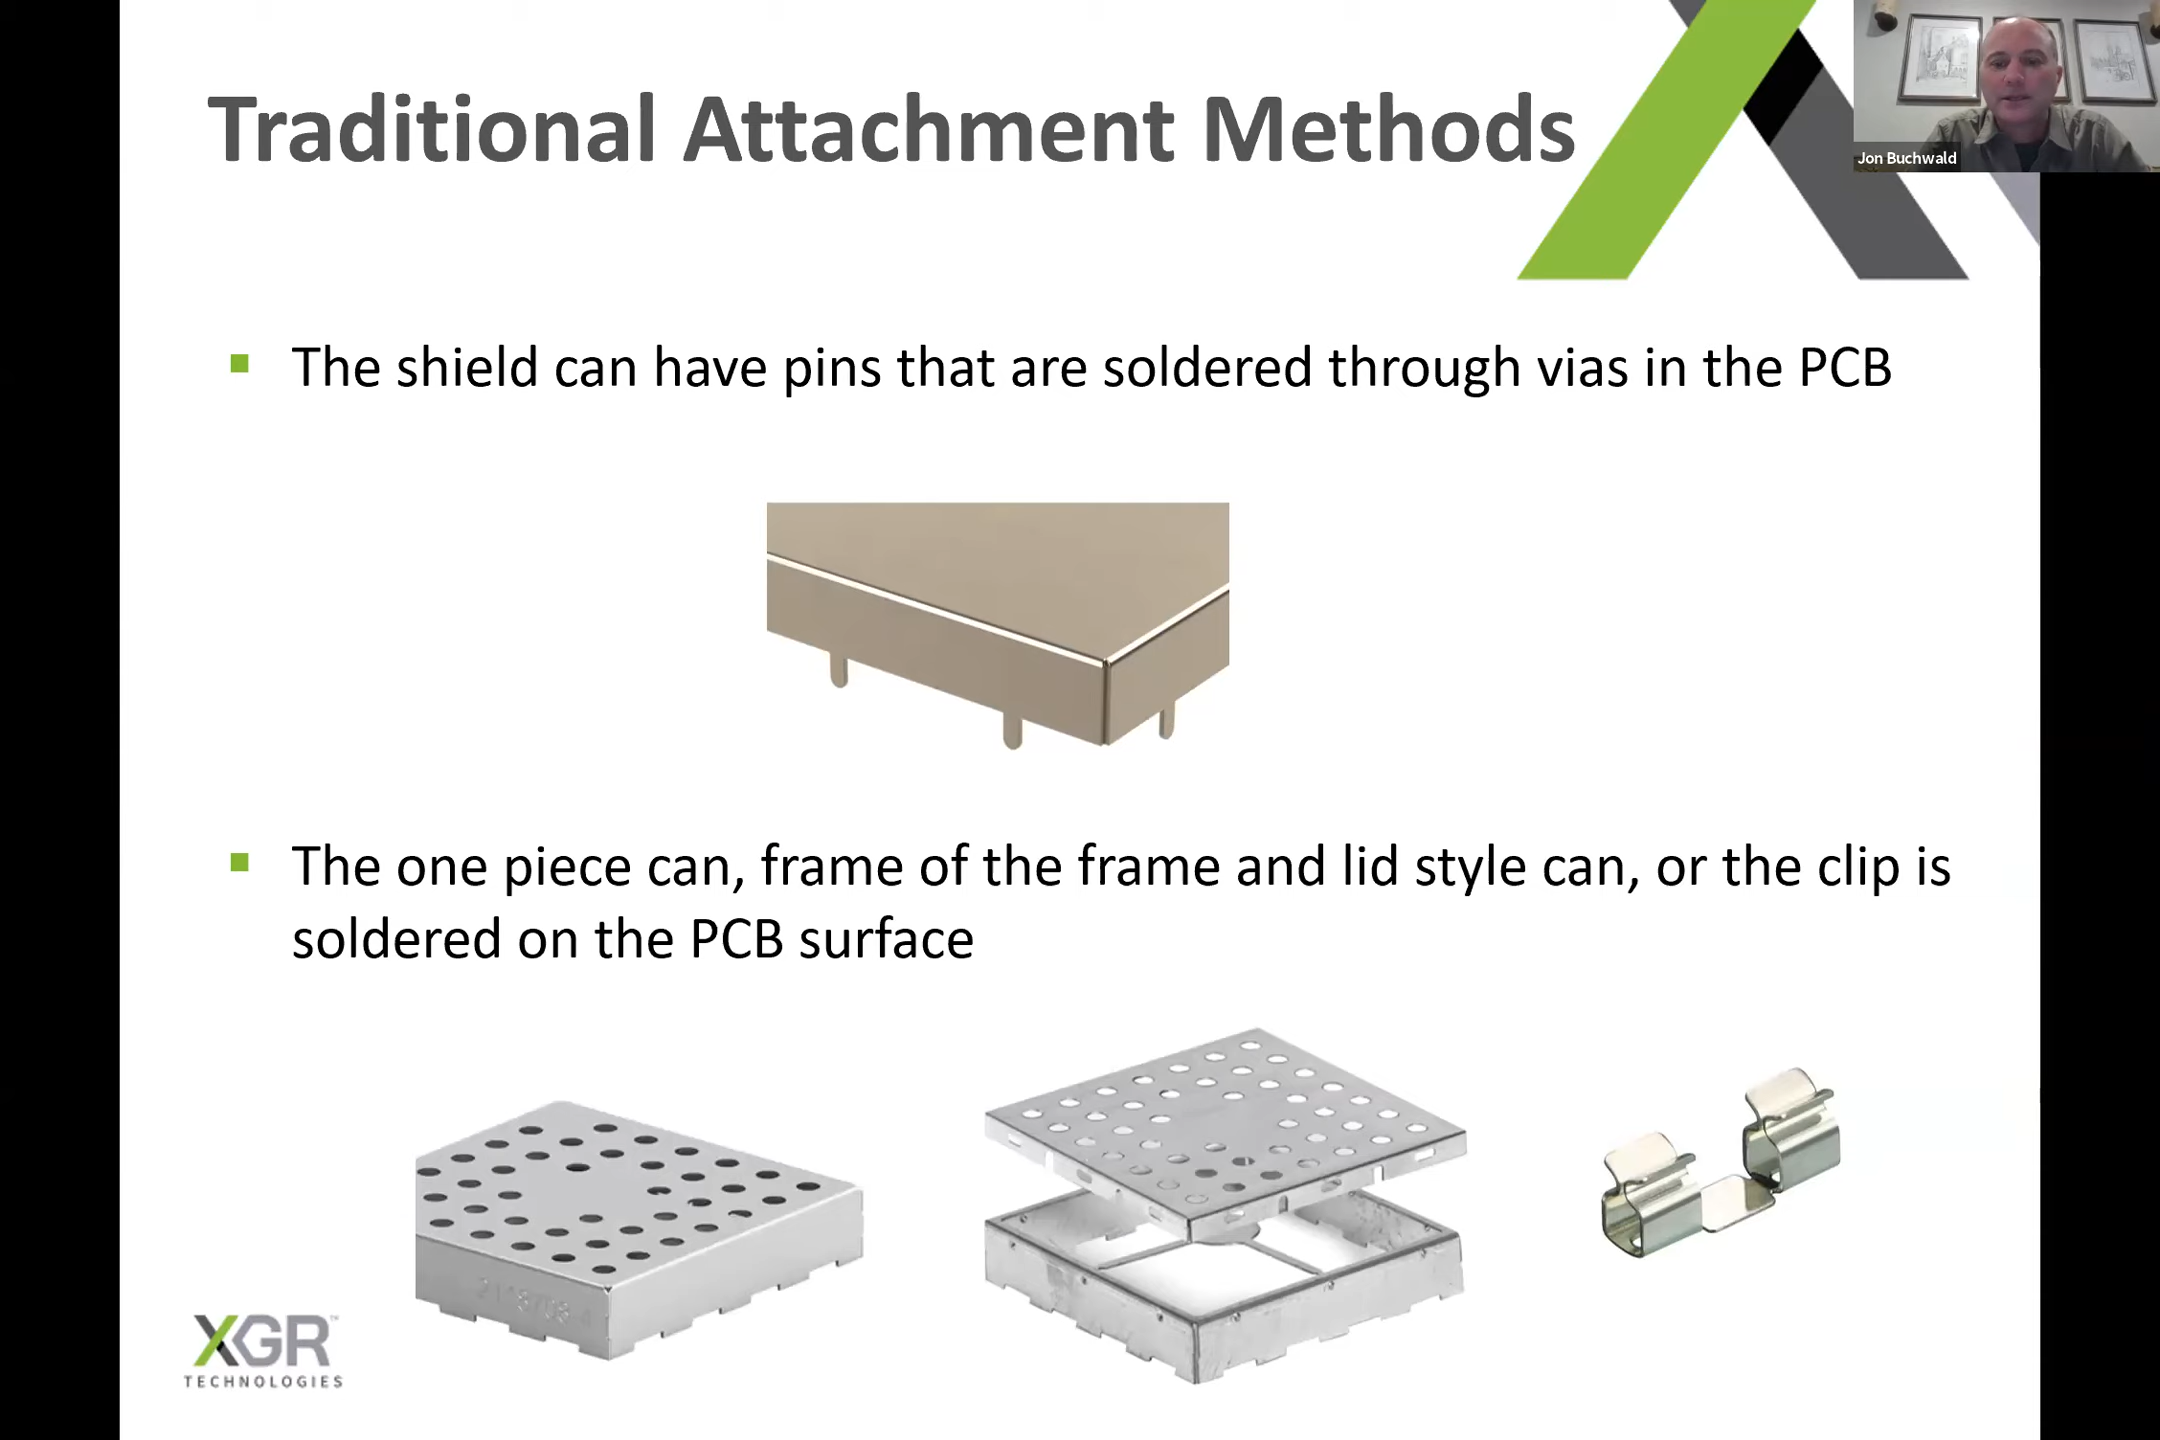 Traditional Attachment Methods
Jon Buchwald
The shield can have pins that are soldered through vias in the PCB
The one piece can, frame of the frame and lid style can, or the clip is
soldered on the PCB surface
XGR™
TECHNOLOGIES